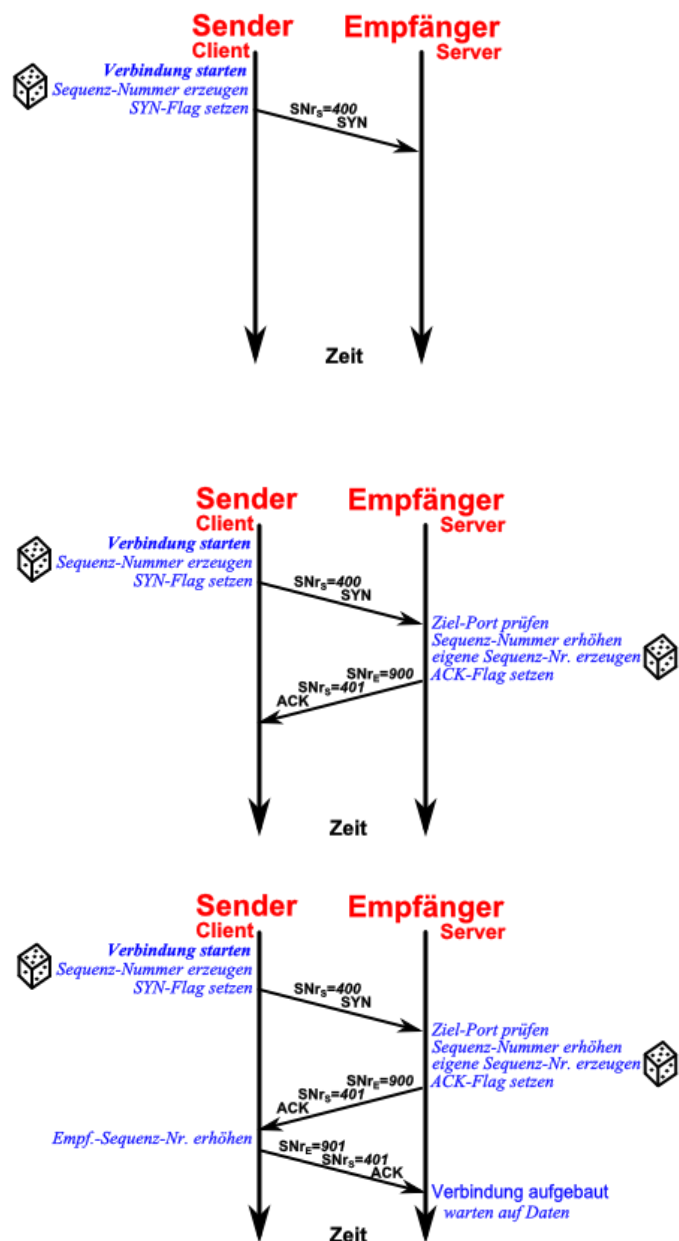 Sender Empfänger
Client Server
Verbindung starten
Sequenz-Nummer erzeugen
SYN-Flag setzen
SNrS=400
SYN
Zeit
Sender Empfänger
Client Server
Verbindung starten
Sequenz-Nummer erzeugen
SYN-Flag setzen
SNrS=400
SYN
Ziel-Port prüfen
Sequenz-Nummer erhöhen
eigene Sequenz-Nr. erzeugen
ACK-Flag setzen
SNrE=900
SNrS=401
ACK
Zeit
Sender Empfänger
Client Server
Verbindung starten
Sequenz-Nummer erzeugen
SYN-Flag setzen
SNrS=400
SYN
Ziel-Port prüfen
Sequenz-Nummer erhöhen
eigene Sequenz-Nr. erzeugen
ACK-Flag setzen
SNrE=900
SNrS=401
ACK
Empf.-Sequenz-Nr. erhöhen
SNrE=901
SNrS=401
ACK
Verbindung aufgebaut
warten auf Daten
Zeit